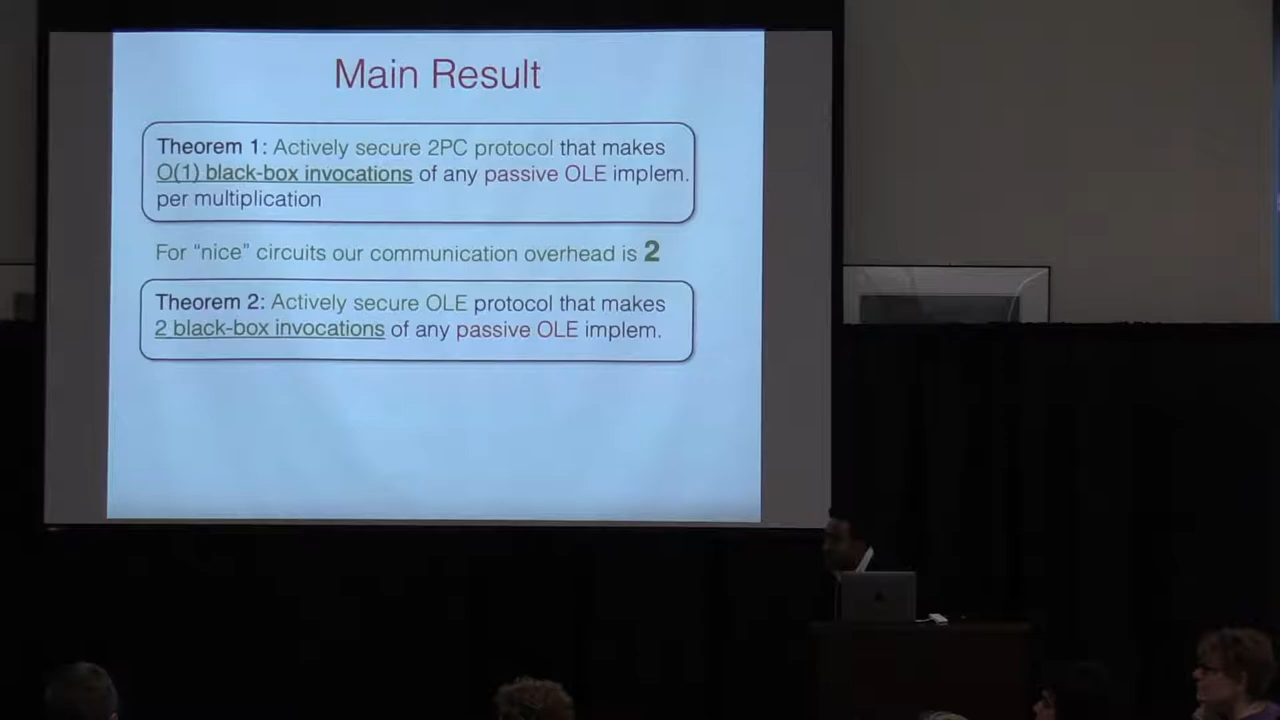 Main Result
Theorem 1: Actively secure 2PC protocol that makes
O(1) black-box invocations of any passive OLE implem.
per multiplication
For “nice” circuits our communication overhead is 2
Theorem 2: Actively secure OLE protocol that makes
2 black-box invocations of any passive OLE implem.